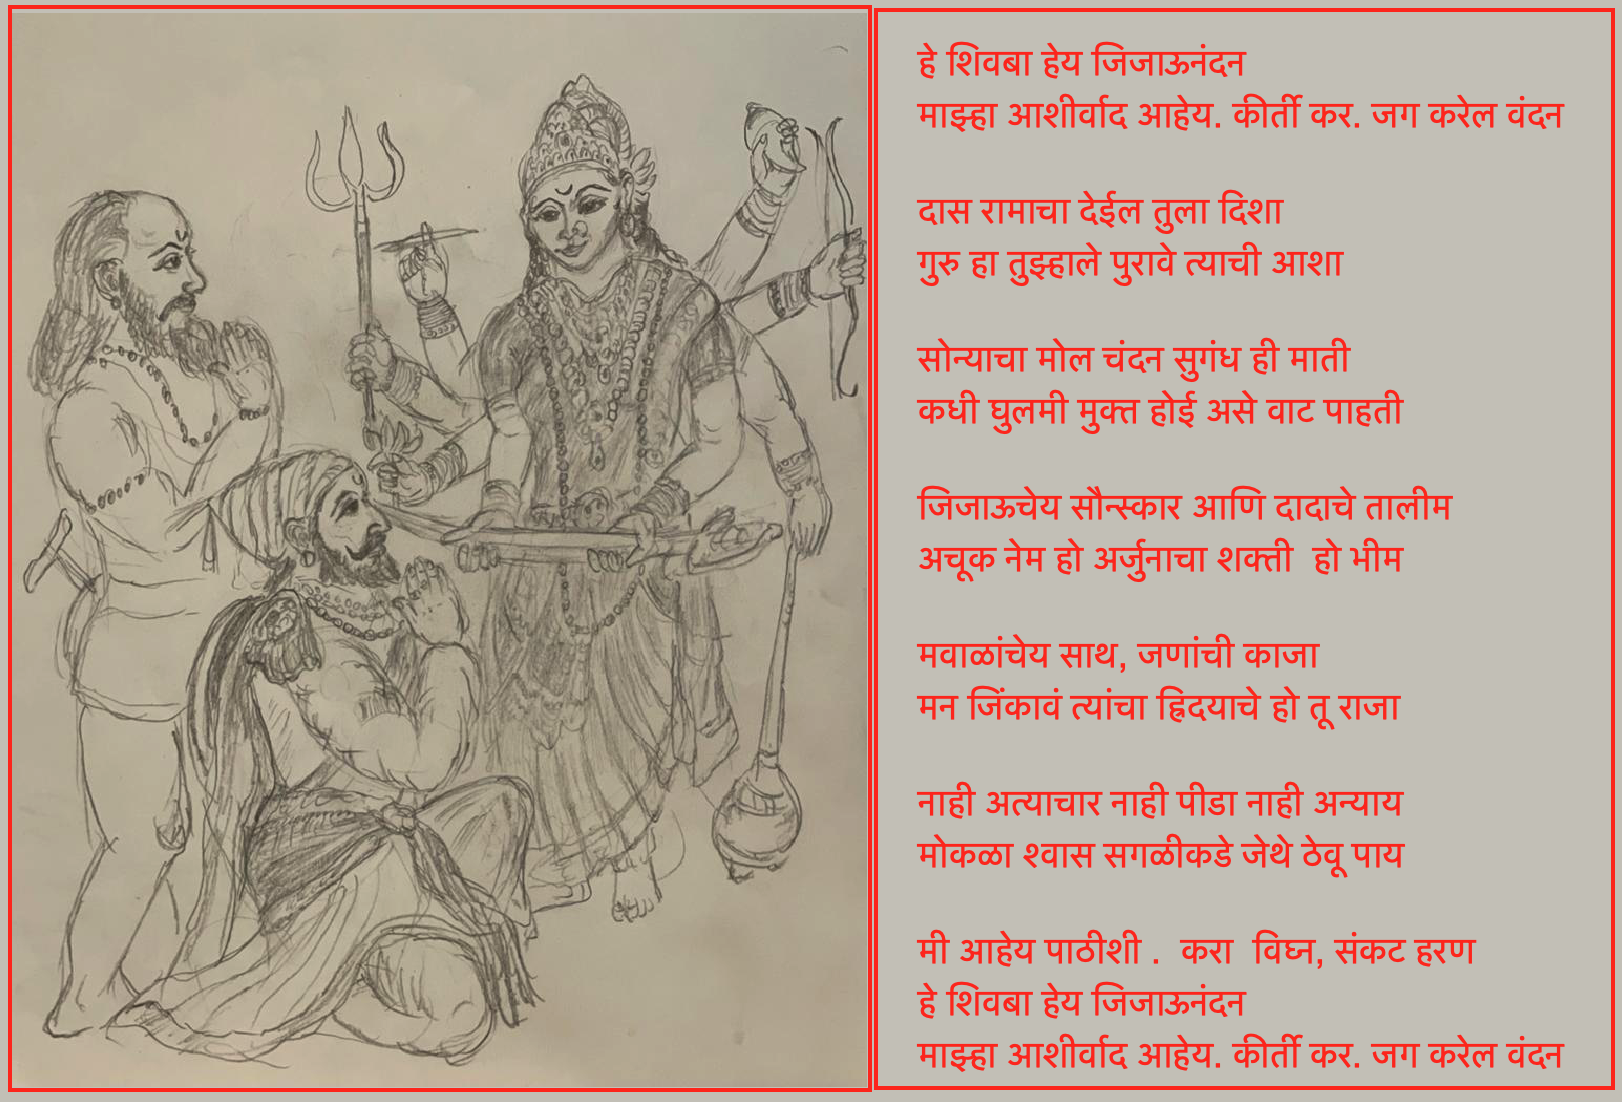 हे शिवबा हेय जिजाऊनंदन
माझ्हा आशीर्वाद आहेय. कीर्ती कर. जग करेल वंदन
दास रामाचा देईल तुला दिशा
गुरु हा तुझ्हाले पुरावे त्याची आशा
सोन्याचा मोल चंदन सुगंध ही माती
कधी घुलमी मुक्त होई असे वाट पाहती
जिजाऊचेय सौन्स्कार आणि दादाचे तालीम
अचूक नेम हो अर्जुनाचा शक्ती  हो भीम
मवाळांचेय साथ, जणांची काजा
मन जिंकावं त्यांचा ह्रिदयाचे हो तू राजा
नाही अत्याचार नाही पीडा नाही अन्याय
मोकळा श्वास सगळीकडे जेथे ठेवू पाय
मी आहेय पाठीशी .  करा  विघ्न, संकट हरण
हे शिवबा हेय जिजाऊनंदन
माझ्हा आशीर्वाद आहेय. कीर्ती कर. जग करेल वंदन